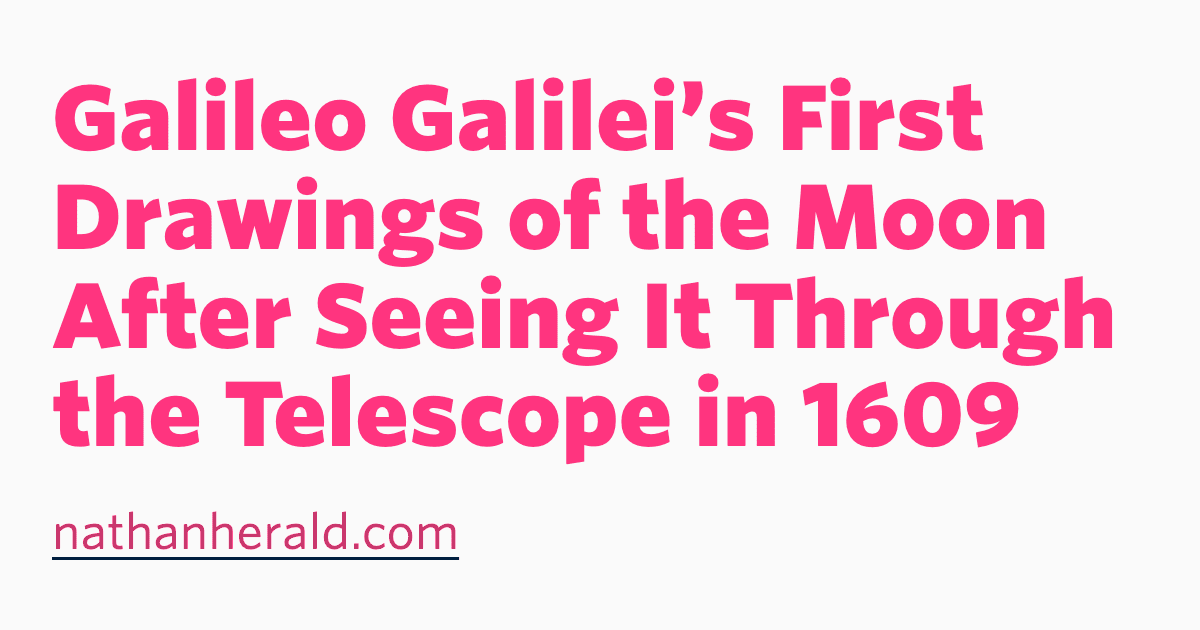 Galileo Galilei’s First
Drawings of the Moon
After Seeing It Through
the Telescope in 1609
nathanherald.com